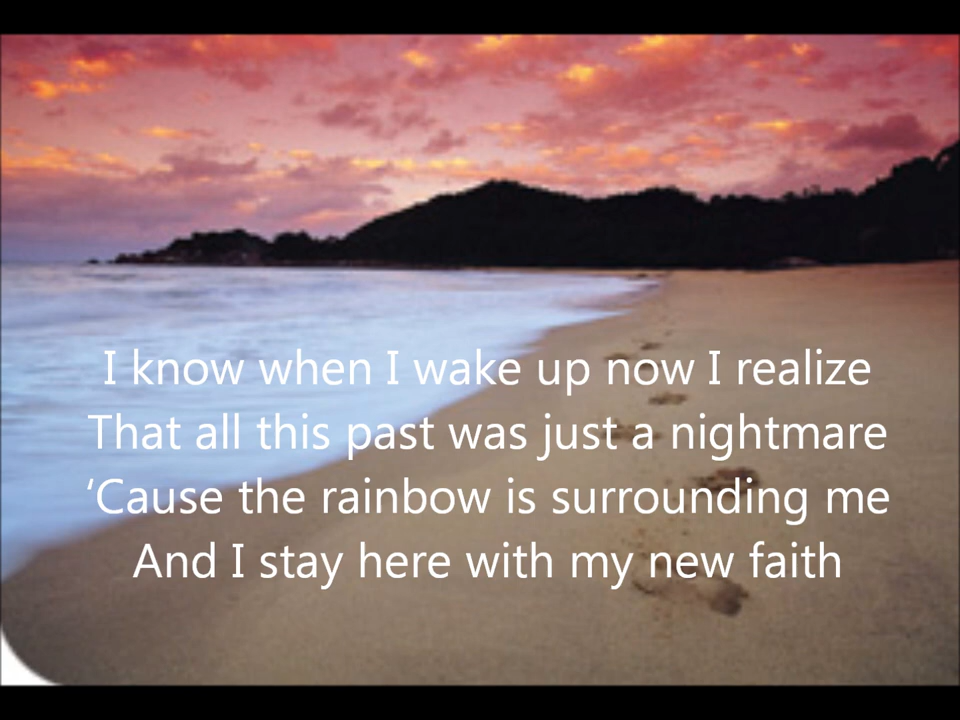 I know when I wake up now I realize
That all this past was just a nightmare
‘Cause the rainbow is surrounding me
And I stay here with my new faith